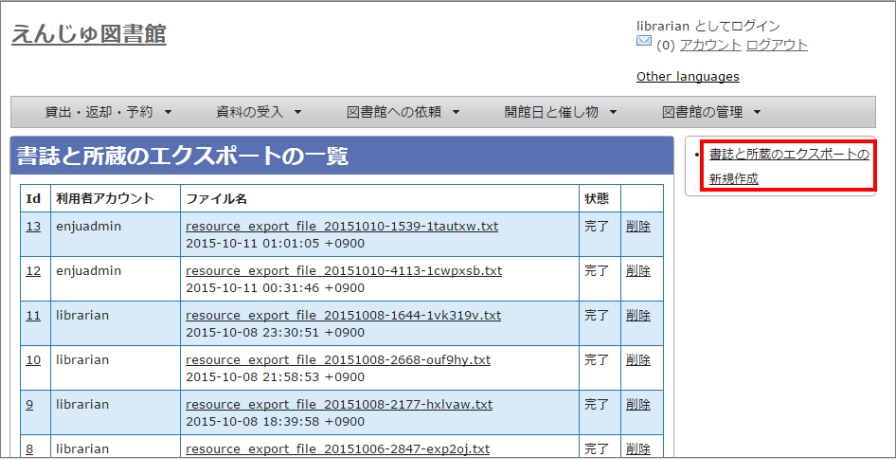 えんじゅ図書館
librarian としてログイン
(0) アカウント ログアウト
Other languages
貸出・返却・予約 ▼ 資料の受入 ▼ 図書館への依頼 ▼ 開館日と催し物 ▼ 図書館の管理 ▼
書誌と所蔵のエクスポートの一覧
• 書誌と所蔵のエクスポートの
新規作成
Id 利用者アカウント ファイル名 状態
13 enjuadmin resource_export_file_20151010-1539-1tautxw.txt 完了 削除
2015-10-11 01:01:05 +0900
12 enjuadmin resource_export_file_20151010-4113-1cwpxsb.txt 完了 削除
2015-10-11 00:31:46 +0900
11 librarian resource_export_file_20151008-1644-1vk319v.txt 完了 削除
2015-10-08 23:30:51 +0900
10 librarian resource_export_file_20151008-2668-ouf9hy.txt 完了 削除
2015-10-08 21:58:53 +0900
9 librarian resource_export_file_20151008-2177-hxlvaw.txt 完了 削除
2015-10-08 18:39:58 +0900
8 librarian resource_export_file_20151006-2847-exp2oj.txt 完了 削除